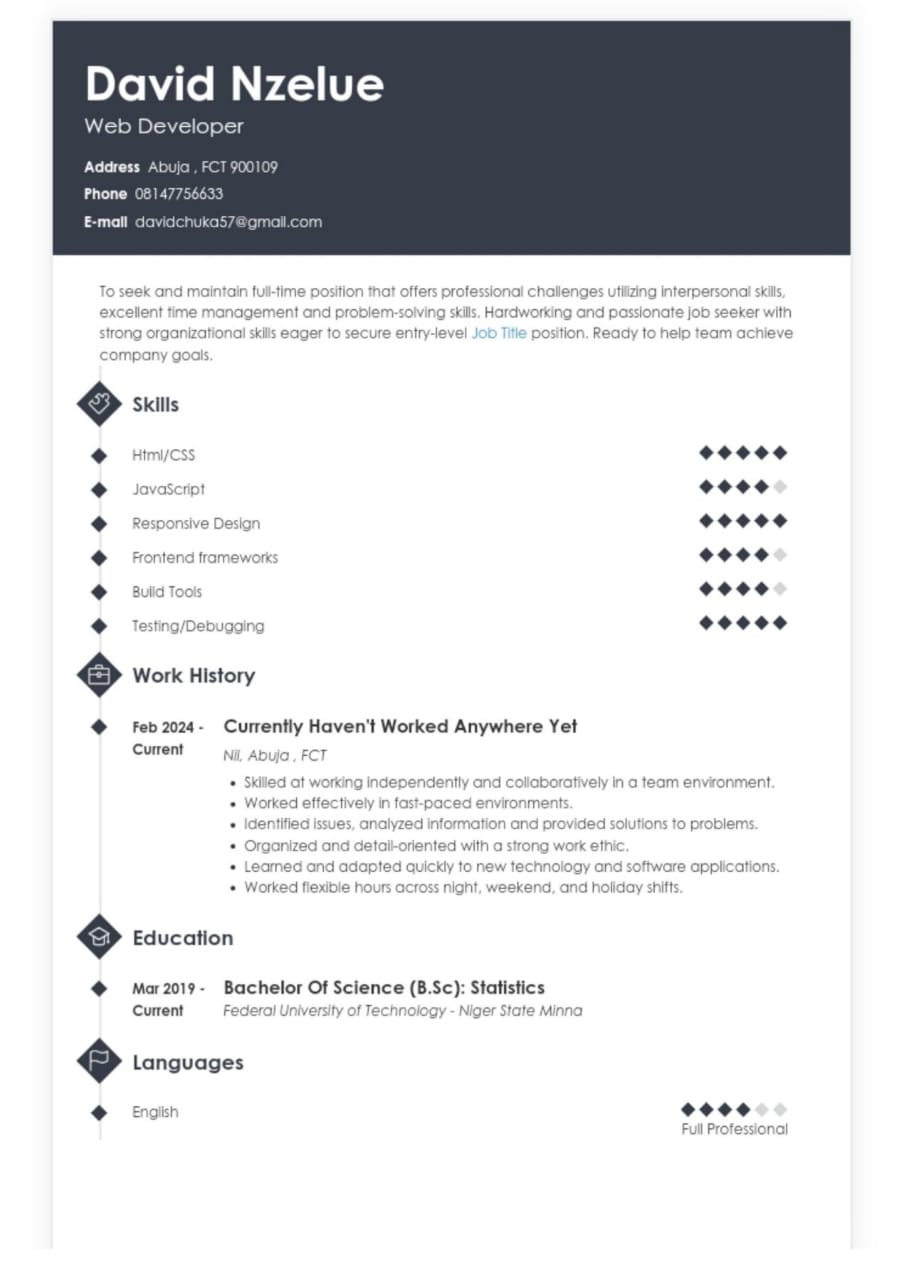 David Nzelue
Web Developer
Address Abuja , FCT 900109
Phone 08147756633
E-mail davidchuka57@gmail.com
To seek and maintain full-time position that offers professional challenges utilizing interpersonal skills,
excellent time management and problem-solving skills. Hardworking and passionate job seeker with
strong organizational skills eager to secure entry-level Job Title position. Ready to help team achieve
company goals.
Skills
Html/CSS
JavaScript
Responsive Design
Frontend frameworks
Build Tools
Testing/Debugging
Work History
Feb 2024 - Currently Haven't Worked Anywhere Yet
Current
Nil, Abuja , FCT
• Skilled at working independently and collaboratively in a team environment.
• Worked effectively in fast-paced environments.
• Identified issues, analyzed information and provided solutions to problems.
• Organized and detail-oriented with a strong work ethic.
• Learned and adapted quickly to new technology and software applications.
• Worked flexible hours across night, weekend, and holiday shifts.
Education
Mar 2019 - Bachelor Of Science (B.Sc): Statistics
Current Federal University of Technology - Niger State Minna
Languages
English
Full Professional